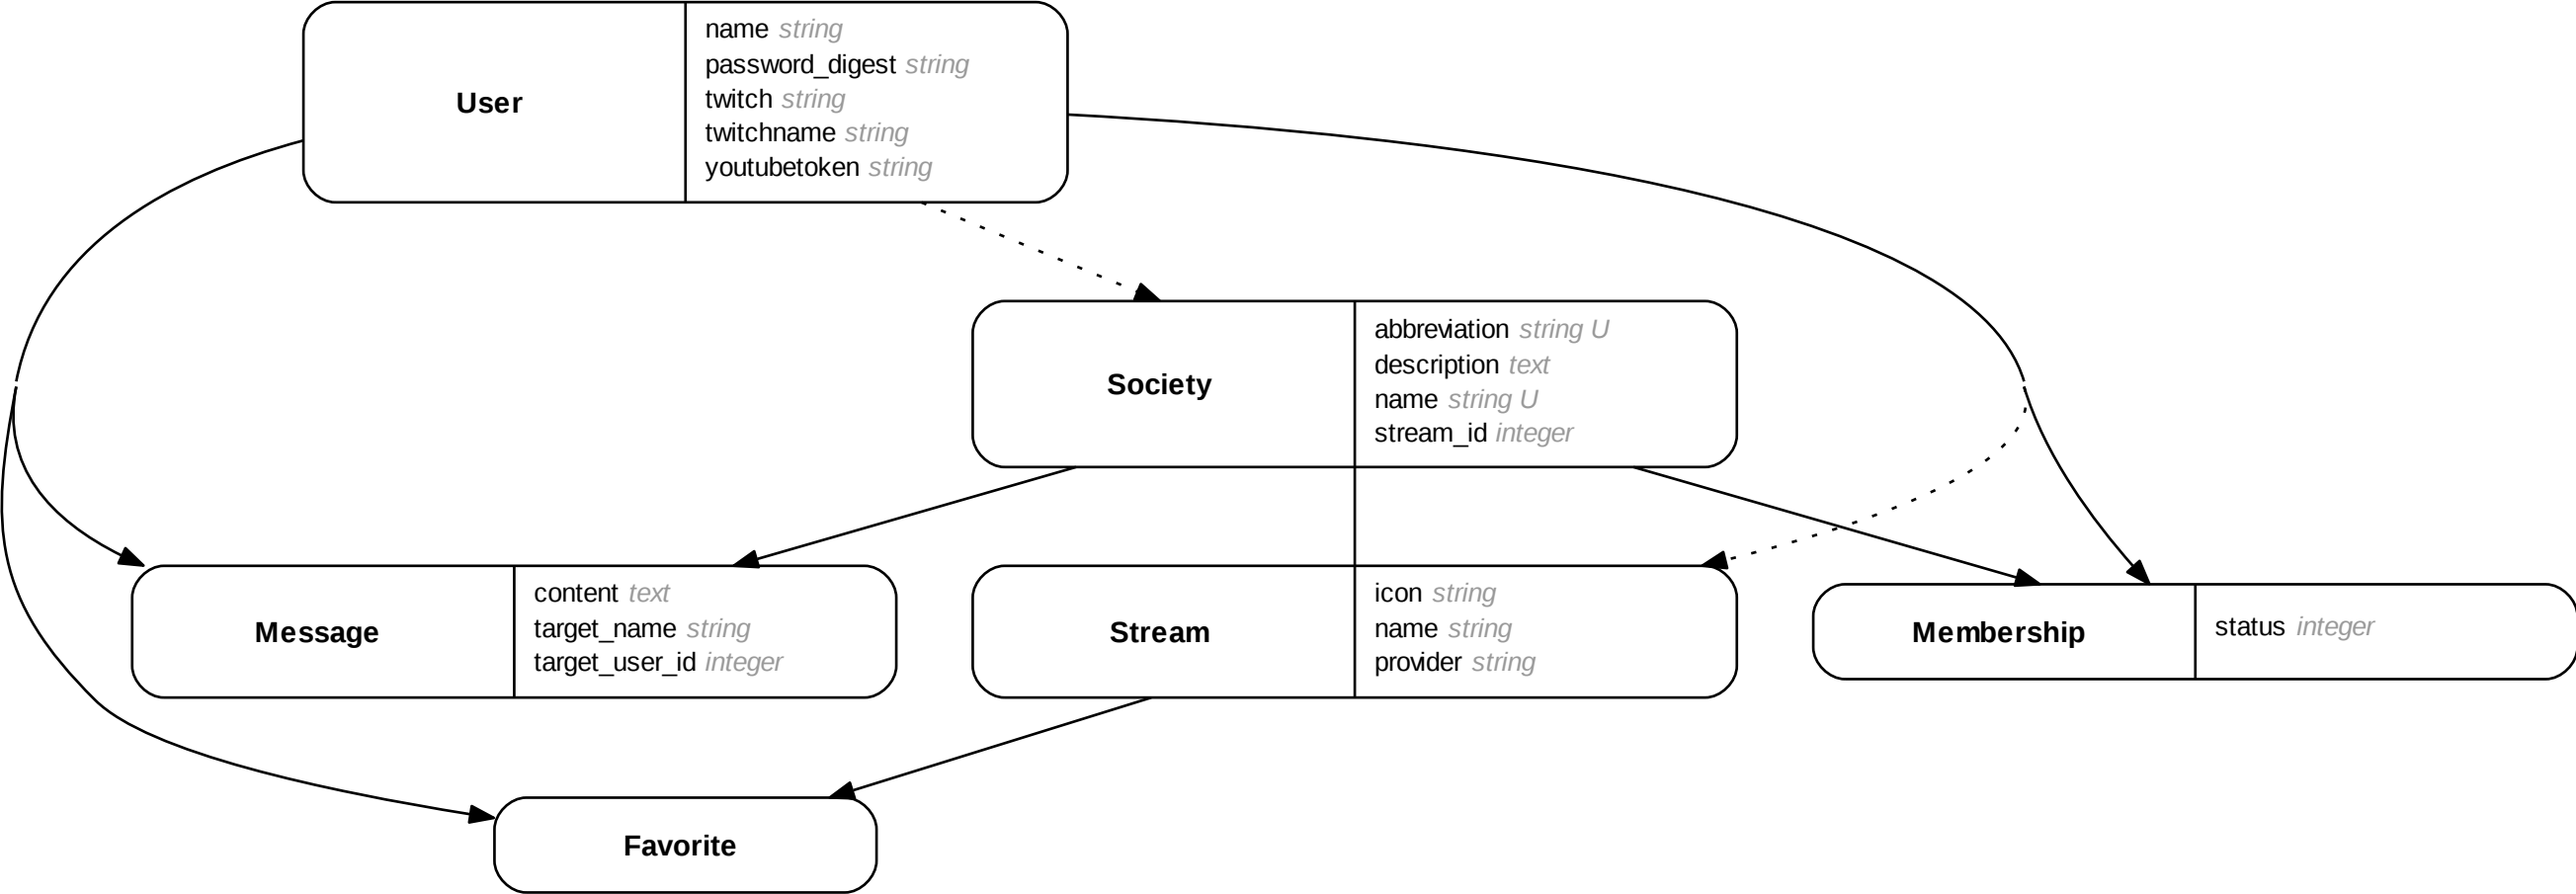 User
name string
password_digest string
twitch string
twitchname string
youtubetoken string
Society
abbreviation string U
description text
name string U
stream_id integer
Message
content text
target_name string
target_user_id integer
Stream
icon string
name string
provider string
Membership
status integer
Favorite